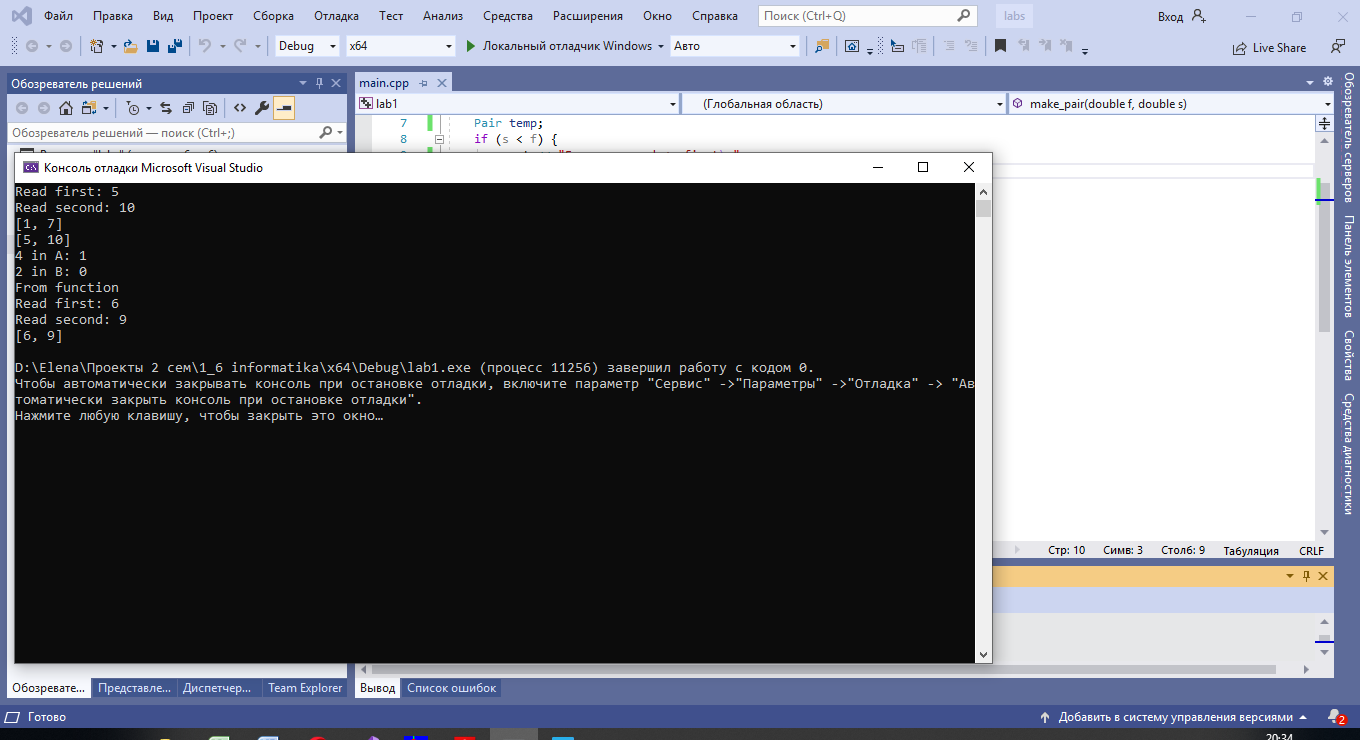 Файл Правка Вид Проект Сборка Отладка Тест Анализ Средства Расширения Окно Справка Поиск (Ctrl+Q) labs Вход
Debug x64 Локальный отладчик Windows Авто Live Share
Обозреватель решений
main.cpp
lab1 (Глобальная область) make_pair(double f, double s)
Обозреватель решений — поиск (Ctrl+;)
7 Pair temp;
8 if (s < f) {
Консоль отладки Microsoft Visual Studio
Read first: 5
Read second: 10
[1, 7]
[5, 10]
4 in A: 1
2 in B: 0
From function
Read first: 6
Read second: 9
[6, 9]
D:\Elena\Проекты 2 сем\1_6 informatika\x64\Debug\lab1.exe (процесс 11256) завершил работу с кодом 0.
Чтобы автоматически закрывать консоль при остановке отладки, включите параметр "Сервис" ->"Параметры" ->"Отладка" -> "Ав
томатически закрыть консоль при остановке отладки".
Нажмите любую клавишу, чтобы закрыть это окно…
Обозреватель серверов
Панель элементов
Свойства
Средства диагностики
Стр: 10 Симв: 3 Столб: 9 Табуляция CRLF
Обозревате... Представле... Диспетчер... Team Explorer Вывод Список ошибок
Готово Добавить в систему управления версиями 2
20:34